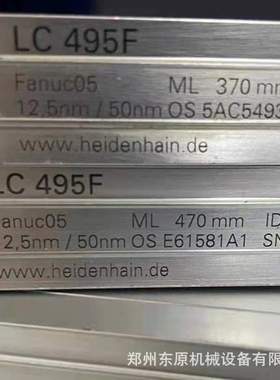 LC 495F
Fanuc05 ML 370 mm
12,5nm / 50nm OS 5AC5493
www.heidenhain.de
LC 495F
Fanuc05 ML 470 mm ID
2,5nm / 50nm OS E61581A1 SN
www.heidenhain.de
郑州东原机械设备有限公